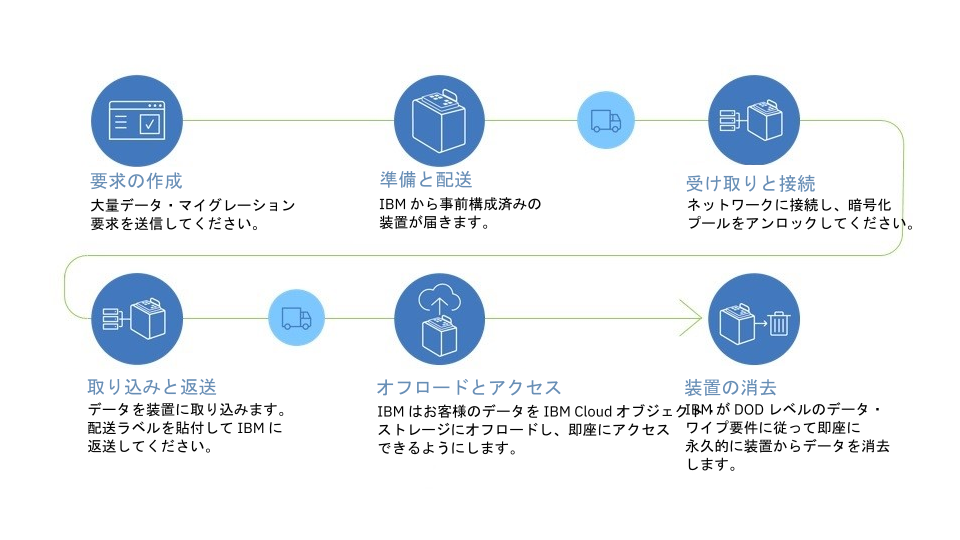 要求の作成
大量データ・マイグレーション
要求を送信してください。
準備と配送
IBM から事前構成済みの
装置が届きます。
受け取りと接続
ネットワークに接続し、暗号化
プールをアンロックしてください。
取り込みと返送
データを装置に取り込みます。
配送ラベルを貼付して IBM に
返送してください。
オフロードとアクセス
IBM はお客様のデータを IBM Cloud オブジェクト・
ストレージにオフロードし、即座にアクセス
できるようにします。
装置の消去
IBM が DOD レベルのデータ・
ワイプ要件に従って即座に
永久的に装置からデータを消去
します。